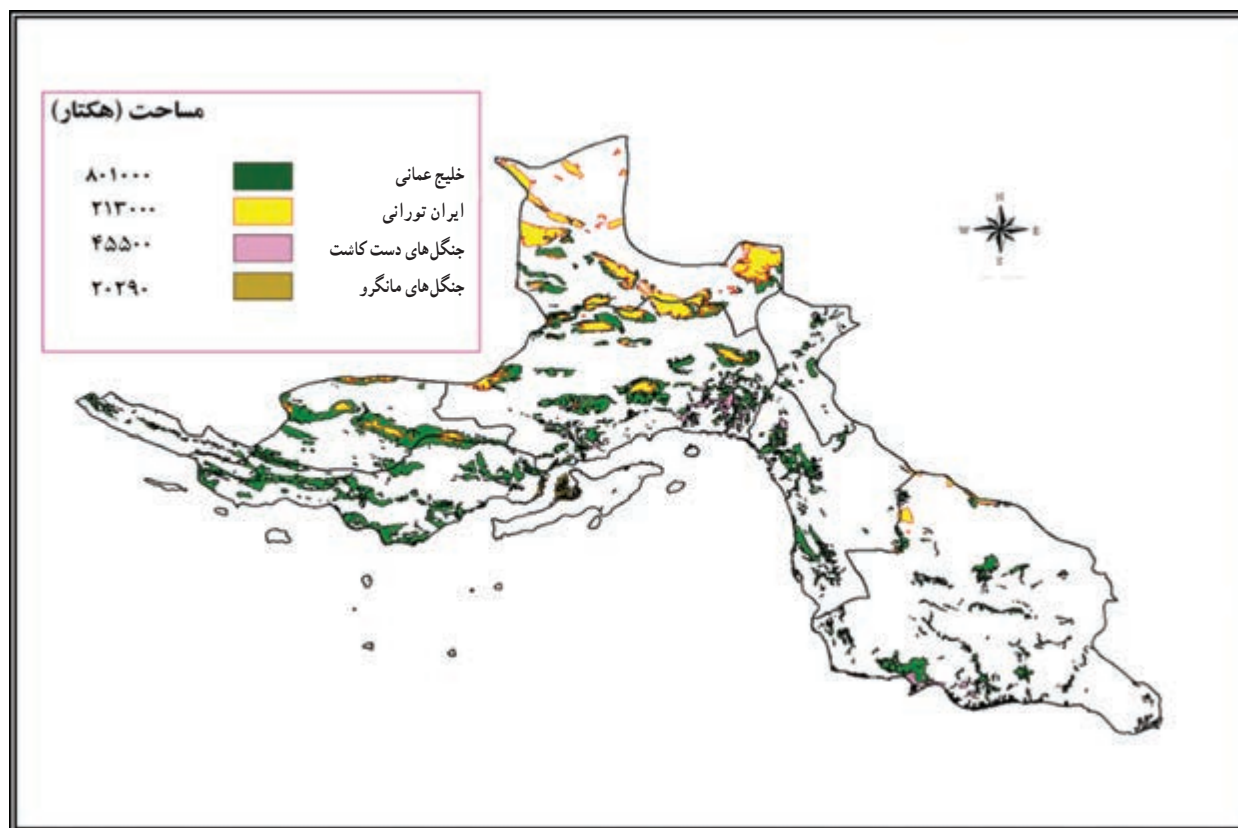 مساحت (هکتار)
خلیج عمانی ۸۰۱۰۰۰
ایران تورانی ۲۱۳۰۰۰
جنگل‌های دست کاشت ۴۵۵۰۰
جنگل‌های مانگرو ۲۰۲۹۰
N
W E
S